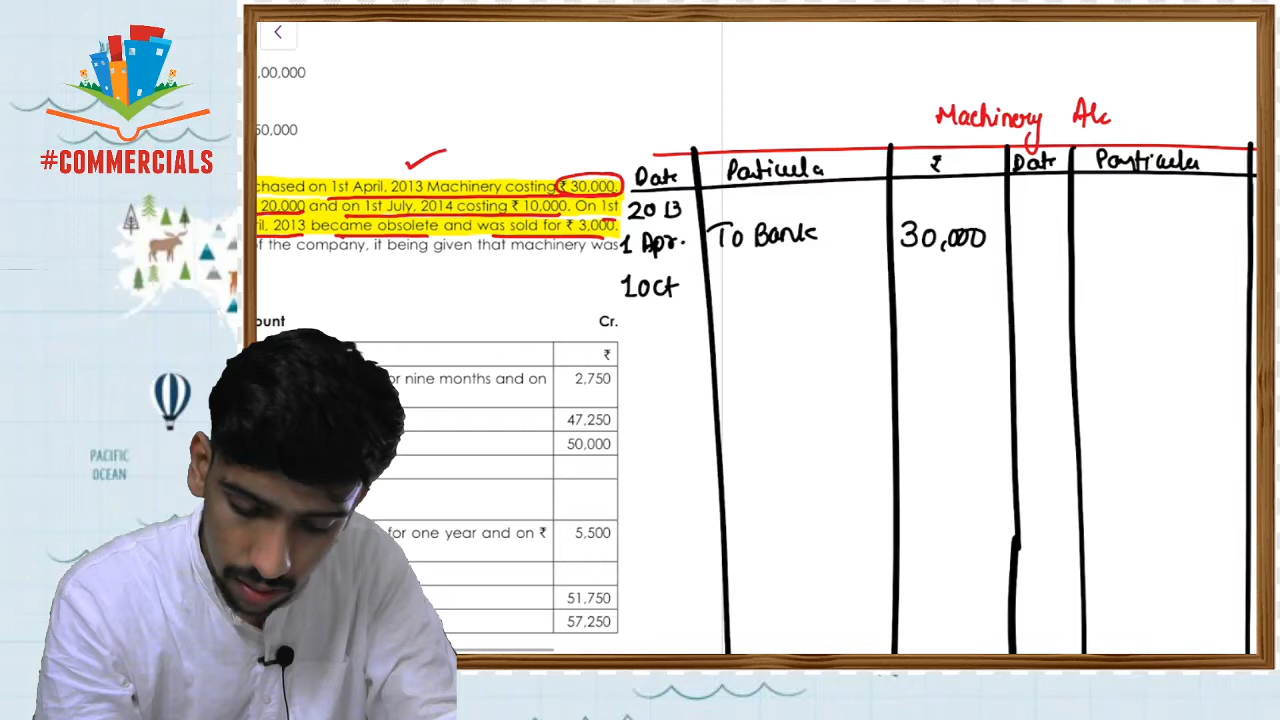 ,00,000
50,000
#COMMERCIALS
chased on 1st April, 2013 Machinery costing ₹ 30,000,
20,000 and on 1st July, 2014 costing ₹ 10,000. On 1st
ril, 2013 became obsolete and was sold for ₹ 3,000.
of the company, it being given that machinery was
ount Cr.
₹
or nine months and on 2,750
47,250
50,000
for one year and on ₹ 5,500
51,750
57,250
Machinery A/c
Date Particula ₹ Date Particula
2013
1 Apr. To Bank 30,000
1 Oct
PACIFIC
OCEAN